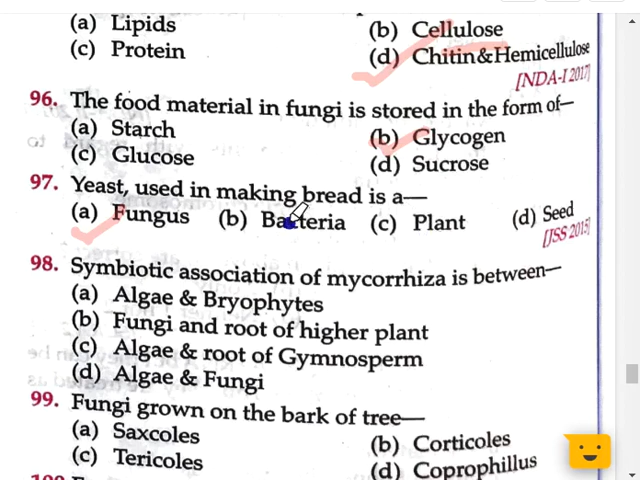 (a) Lipids (b) Cellulose
(c) Protein (d) Chitin & Hemicellulose
[NDA-I 2017]
96. The food material in fungi is stored in the form of—
(a) Starch (b) Glycogen
(c) Glucose (d) Sucrose
97. Yeast, used in making bread is a—
(a) Fungus (b) Bacteria (c) Plant (d) Seed
[JSS 2015]
98. Symbiotic association of mycorrhiza is between—
(a) Algae & Bryophytes
(b) Fungi and root of higher plant
(c) Algae & root of Gymnosperm
(d) Algae & Fungi
99. Fungi grown on the bark of tree—
(a) Saxcoles (b) Corticoles
(c) Tericoles (d) Coprophillus